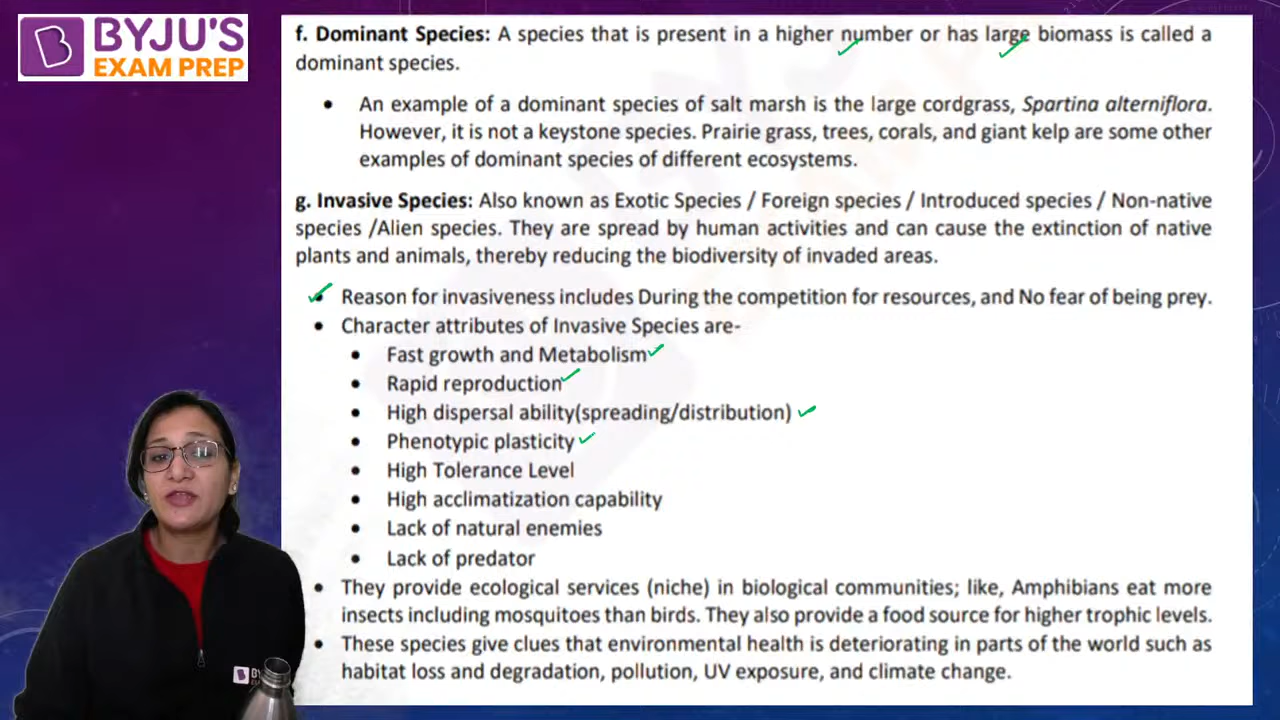 BYJU'S
EXAM PREP
f. Dominant Species: A species that is present in a higher number or has large biomass is called a
dominant species.
• An example of a dominant species of salt marsh is the large cordgrass, Spartina alterniflora.
However, it is not a keystone species. Prairie grass, trees, corals, and giant kelp are some other
examples of dominant species of different ecosystems.
g. Invasive Species: Also known as Exotic Species / Foreign species / Introduced species / Non-native
species /Alien species. They are spread by human activities and can cause the extinction of native
plants and animals, thereby reducing the biodiversity of invaded areas.
• Reason for invasiveness includes During the competition for resources, and No fear of being prey.
• Character attributes of Invasive Species are-
• Fast growth and Metabolism
• Rapid reproduction
• High dispersal ability(spreading/distribution)
• Phenotypic plasticity
• High Tolerance Level
• High acclimatization capability
• Lack of natural enemies
• Lack of predator
• They provide ecological services (niche) in biological communities; like, Amphibians eat more
insects including mosquitoes than birds. They also provide a food source for higher trophic levels.
• These species give clues that environmental health is deteriorating in parts of the world such as
habitat loss and degradation, pollution, UV exposure, and climate change.